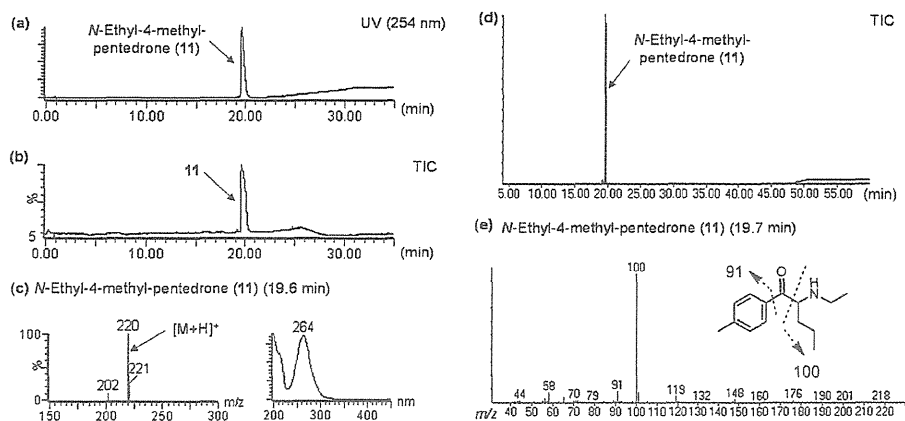 (a)
UV (254 nm)
N-Ethyl-4-methyl-
pentedrone (11)
0.00 10.00 20.00 30.00 (min)
(b)
TIC
11
%
5
0.00 10.00 20.00 30.00 (min)
(c) N-Ethyl-4-methyl-pentedrone (11) (19.6 min)
220
[M+H]+
100
%
221
202
0
150 200 250 300 m/z
264
200 300 400 nm
(d)
TIC
N-Ethyl-4-methyl-
pentedrone (11)
5.00 10.00 15.00 20.00 25.00 30.00 35.00 40.00 45.00 50.00 55.00
(min)
(e) N-Ethyl-4-methyl-pentedrone (11) (19.7 min)
100
91
O
H
N
100
44 58 70 79 91 119 132 148 160 176 190 201 218
m/z 40 50 60 70 80 90 100 110 120 130 140 150 160 170 180 190 200 210 220